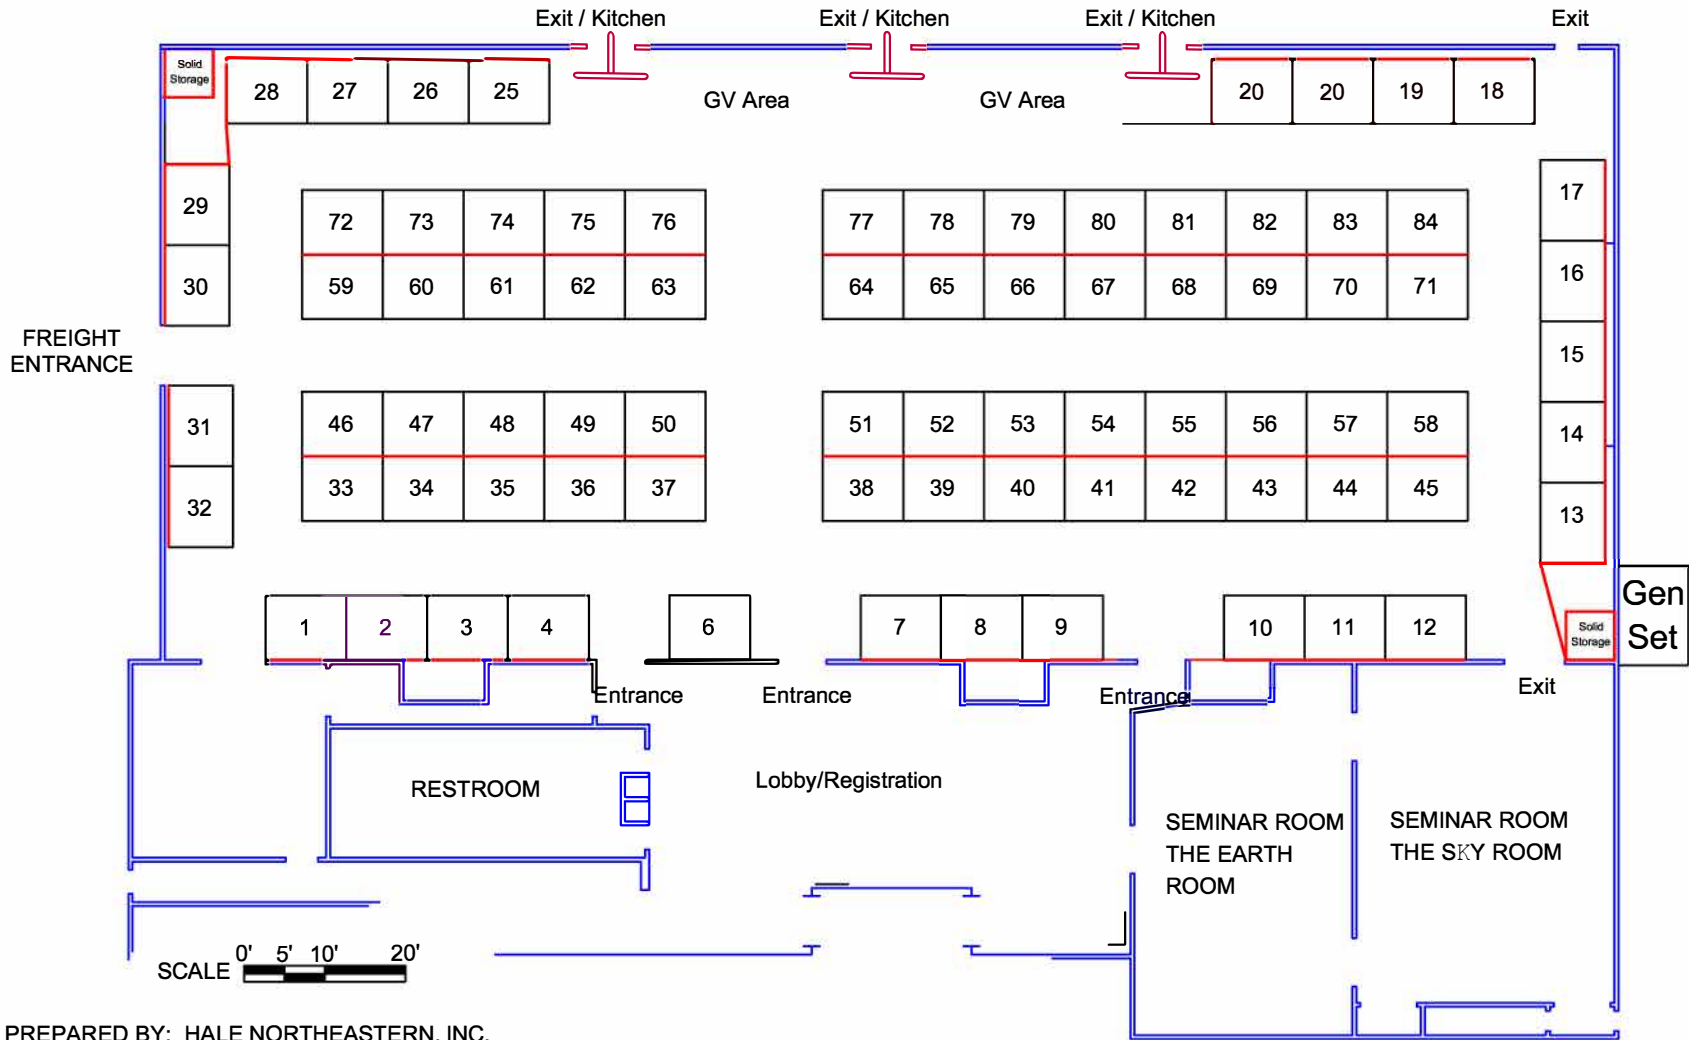 Exit / Kitchen Exit / Kitchen Exit / Kitchen Exit
Solid
Storage
28 27 26 25 GV Area GV Area 20 20 19 18
29 72 73 74 75 76 77 78 79 80 81 82 83 84 17
30 59 60 61 62 63 64 65 66 67 68 69 70 71 16
FREIGHT
ENTRANCE
15
31 46 47 48 49 50 51 52 53 54 55 56 57 58 14
32 33 34 35 36 37 38 39 40 41 42 43 44 45 13
Gen
Set
Solid
Storage
1 2 3 4 6 7 8 9 10 11 12
Entrance Entrance Entrance Exit
RESTROOM
Lobby/Registration
SEMINAR ROOM
THE EARTH
ROOM
SEMINAR ROOM
THE SKY ROOM
SCALE 0' 5' 10' 20'
PREPARED BY: HALE NORTHEASTERN, INC.